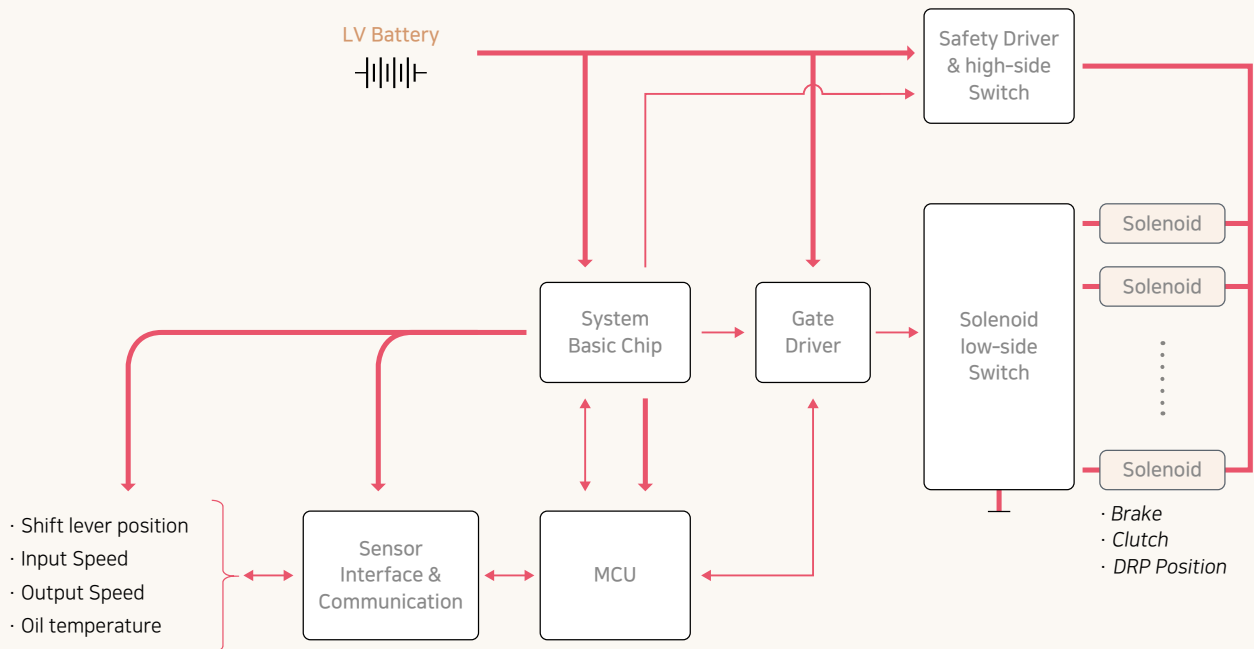 LV Battery
Safety Driver
& high-side
Switch
Solenoid
Solenoid
System
Basic Chip
Gate
Driver
Solenoid
low-side
Switch
Solenoid
· Brake
· Clutch
· DRP Position
· Shift lever position
· Input Speed
· Output Speed
· Oil temperature
Sensor
Interface &
Communication
MCU